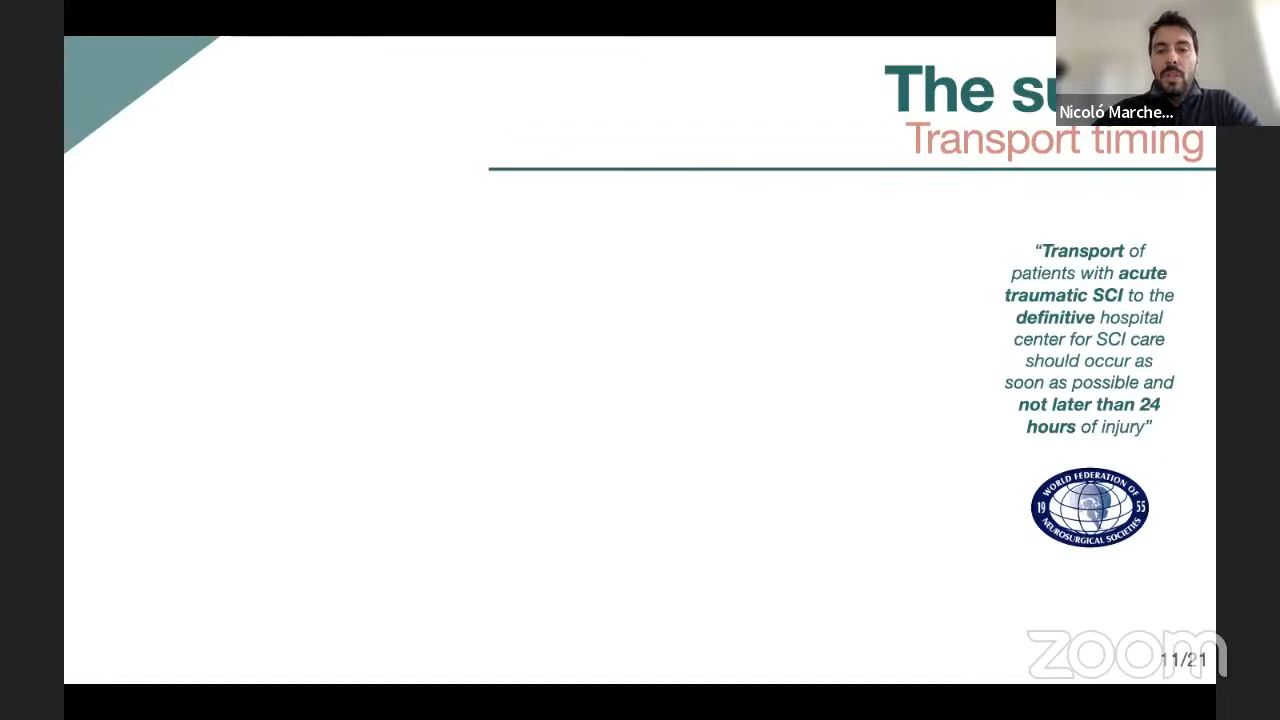 The su
Transport timing
Nicoló Marche...
“Transport of
patients with acute
traumatic SCI to the
definitive hospital
center for SCI care
should occur as
soon as possible and
not later than 24
hours of injury”
WORLD FEDERATION OF
19 55
NEUROSURGICAL SOCIETIES
zoom
11/21